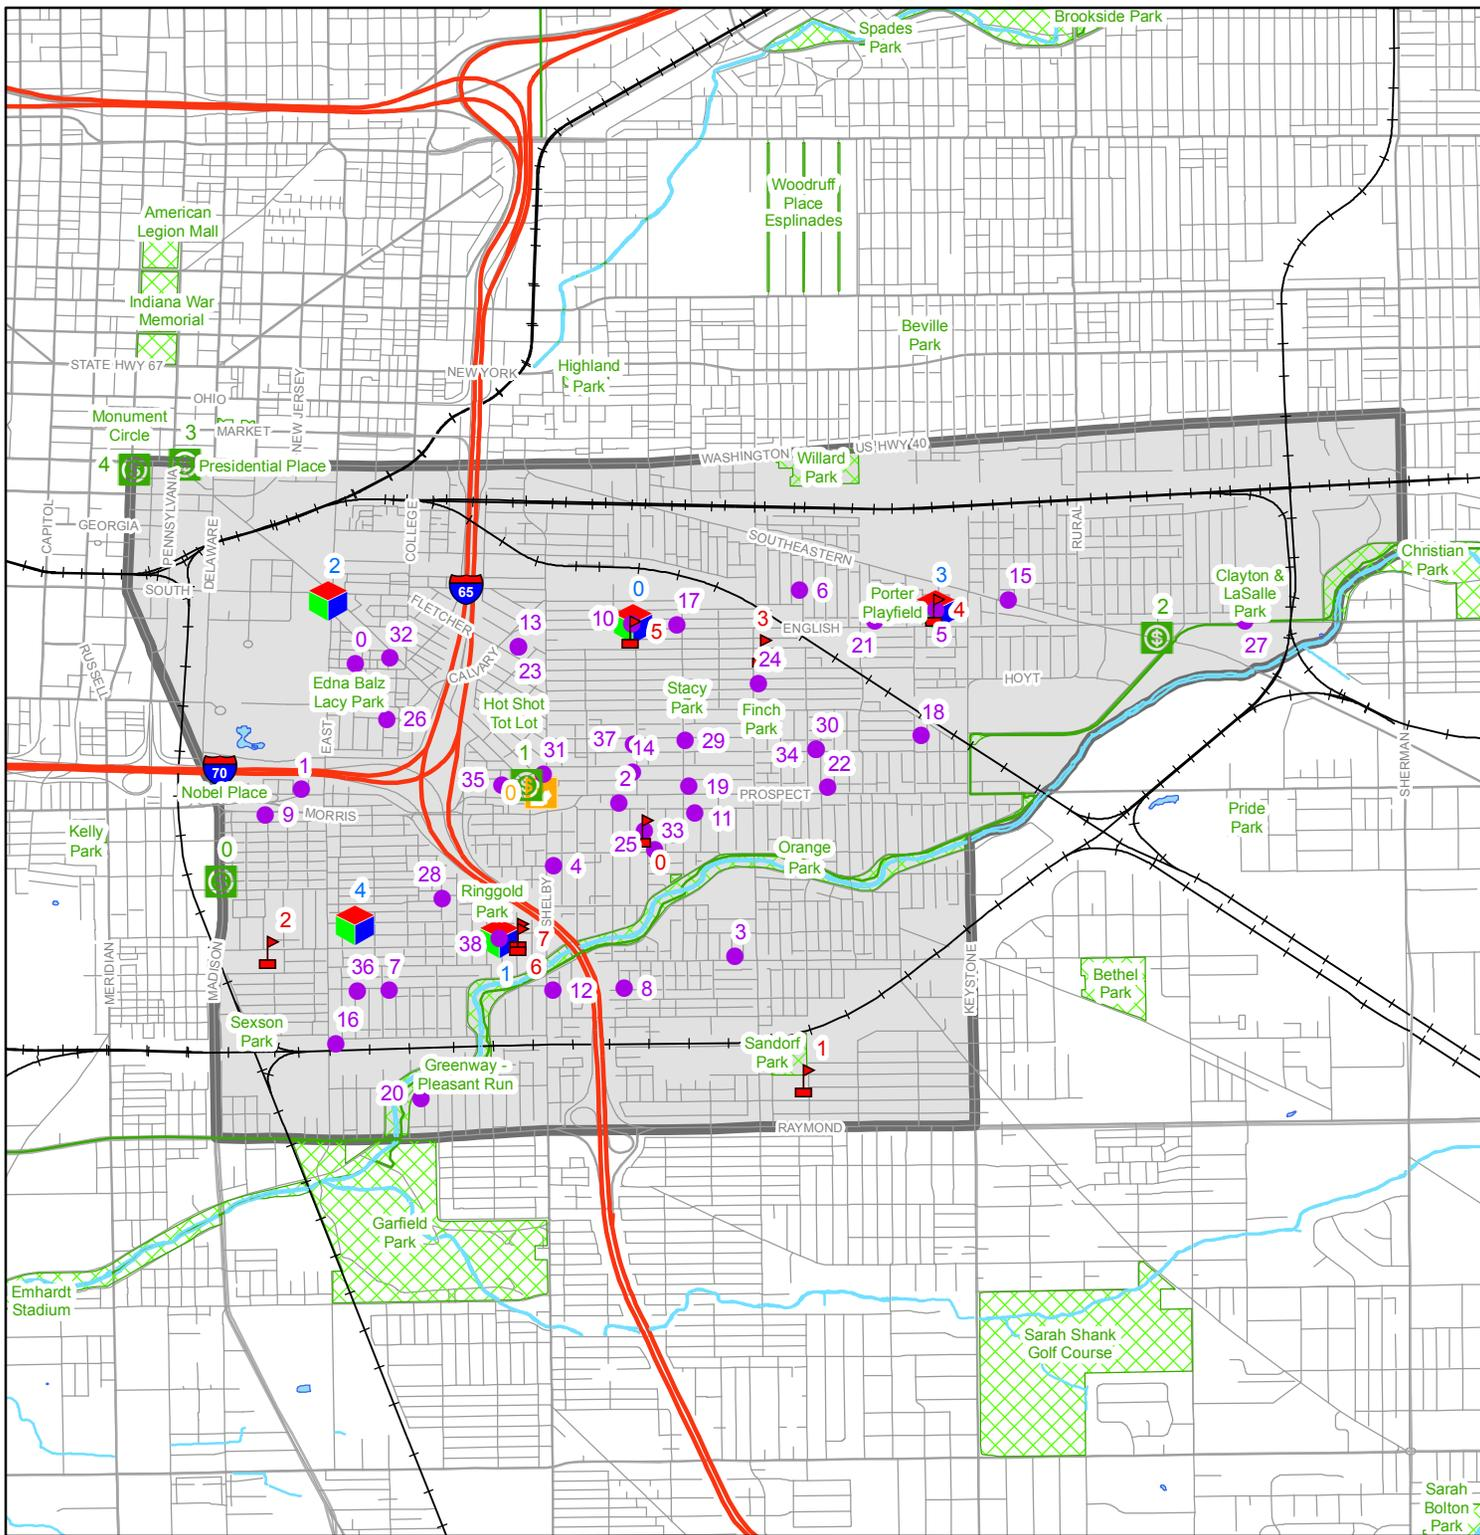 Brookside Park
Spades
Park
Woodruff
Place
Esplinades
American
Legion Mall
Indiana War
Memorial
Beville
Park
STATE HWY 67
NEW YORK
Highland
Park
OHIO
NEW JERSEY
Monument
Circle
3
MARKET
4
Presidential Place
WASHINGTON
US HWY 40
Willard
Park
CAPITOL
GEORGIA
PENNSYLVANIA
DELAWARE
COLLEGE
RURAL
SOUTHEASTERN
Christian
Park
SOUTH
2
65
0
6
3
15
Clayton &
LaSalle
Park
FLETCHER
13
10
5
17
3
ENGLISH
Porter
Playfield
4
2
0
32
23
24
21
5
27
RUSSELL
CALVARY
Edna Balz
Lacy Park
Stacy
Park
HOYT
26
Hot Shot
Tot Lot
Finch
Park
30
18
EAST
1
31
37
14
29
34
22
70
1
35
0
2
19
PROSPECT
SHERMAN
Nobel Place
9
MORRIS
11
Pride
Park
Kelly
Park
25
33
0
Orange
Park
0
28
4
4
Ringgold
Park
SHELBY
2
38
7
3
1
6
MERIDIAN
MADISON
36
7
12
8
KEYSTONE
Bethel
Park
16
Sexson
Park
Sandorf
Park
1
Greenway -
Pleasant Run
20
RAYMOND
Garfield
Park
Emhardt
Stadium
Sarah Shank
Golf Course
Sarah
Bolton
Park